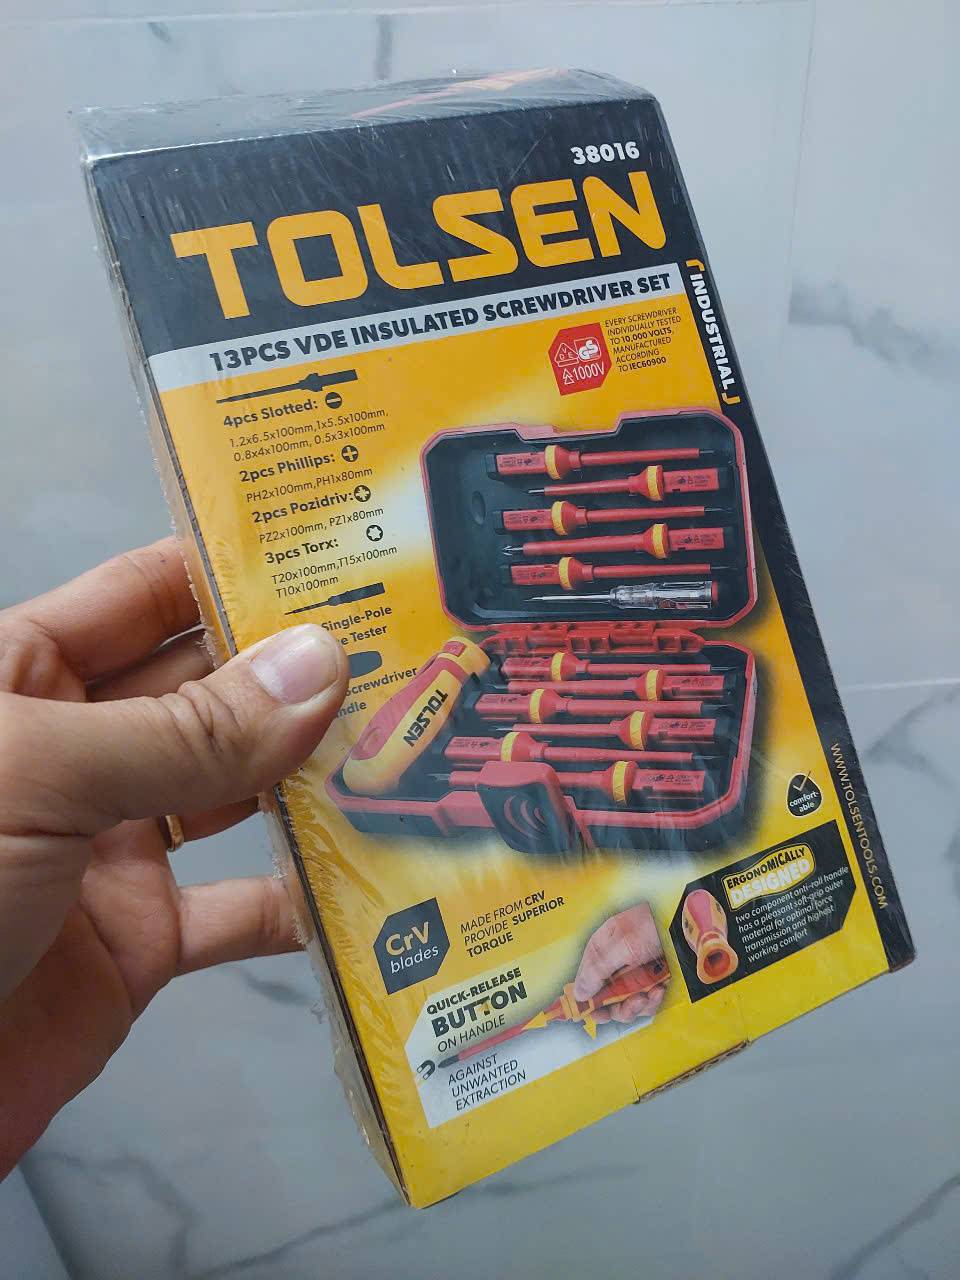 38016
TOLSEN
13PCS VDE INSULATED SCREWDRIVER SET
INDUSTRIAL
VDE GS
1000V
EVERY SCREWDRIVER
INDIVIDUALLY TESTED
TO 10,000 VOLTS,
MANUFACTURED
ACCORDING
TO IEC60900
4pcs Slotted:
1.2x6.5x100mm,1x5.5x100mm,
0.8x4x100mm, 0.5x3x100mm
2pcs Phillips:
PH2x100mm,PH1x80mm
2pcs Pozidriv:
PZ2x100mm, PZ1x80mm
3pcs Torx:
T20x100mm,T15x100mm
T10x100mm
Single-Pole
Tester
Screwdriver
TOLSEN
comfort-
able
WWW.TOLSENTOOLS.COM
CrV
blades
MADE FROM CRV
PROVIDE SUPERIOR
TORQUE
ERGONOMICALLY
DESIGNED
two component anti-roll handle
has a pleasant soft-grip outer
material for optimal force
transmission and highest
working comfort
QUICK-RELEASE
BUTTON
ON HANDLE
AGAINST
UNWANTED
EXTRACTION